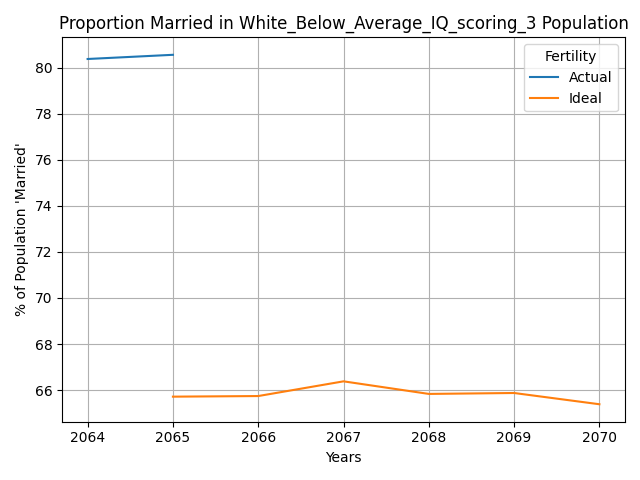 Proportion Married in White_Below_Average_IQ_scoring_3 Population
Fertility
Actual
Ideal
% of Population 'Married'
80
78
76
74
72
70
68
66
2064 2065 2066 2067 2068 2069 2070
Years